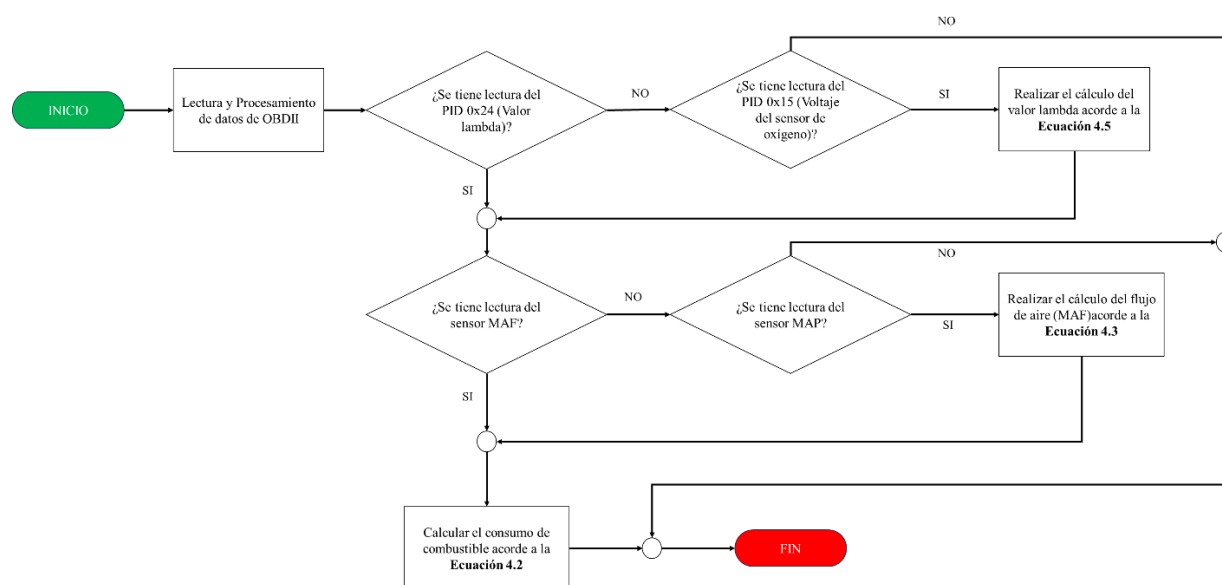 NO
INICIO
Lectura y Procesamiento
de datos de OBDII
¿Se tiene lectura del
PID 0x24 (Valor
lambda)?
NO
¿Se tiene lectura del
PID 0x15 (Voltaje
del sensor de
oxígeno)?
SI
Realizar el cálculo del
valor lambda acorde a la
Ecuación 4.5
SI
NO
¿Se tiene lectura del
sensor MAF?
NO
¿Se tiene lectura del
sensor MAP?
SI
Realizar el cálculo del flujo
de aire (MAF)acorde a la
Ecuación 4.3
SI
Calcular el consumo de
combustible acorde a la
Ecuación 4.2
FIN